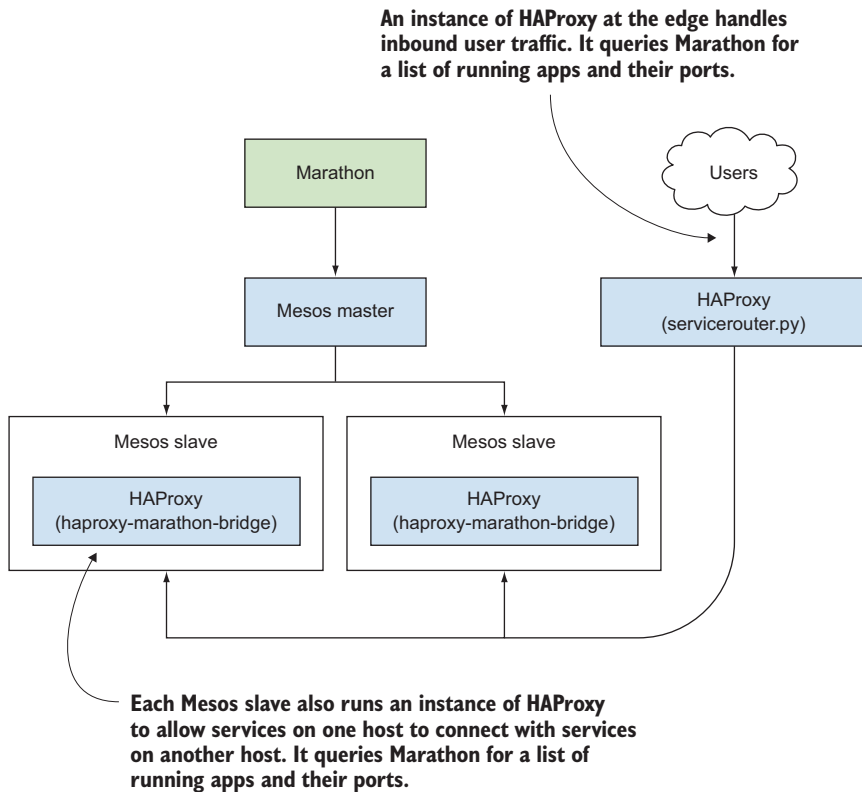 An instance of HAProxy at the edge handles
inbound user traffic. It queries Marathon for
a list of running apps and their ports.
Marathon
Users
Mesos master
HAProxy
(servicerouter.py)
Mesos slave
Mesos slave
HAProxy
(haproxy-marathon-bridge)
HAProxy
(haproxy-marathon-bridge)
Each Mesos slave also runs an instance of HAProxy
to allow services on one host to connect with services
on another host. It queries Marathon for a list of
running apps and their ports.